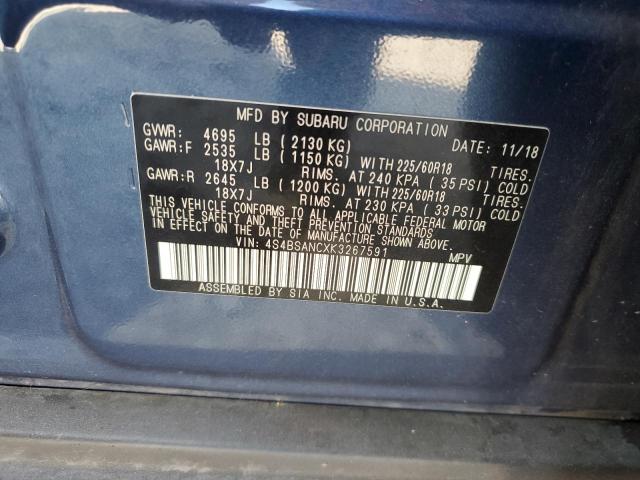 MFD BY SUBARU CORPORATION
GVWR: 4695 LB ( 2130 KG) DATE: 11/18
GAWR:F 2535 LB ( 1150 KG) WITH 225/60R18 TIRES.
18X7J RIMS. AT 240 KPA ( 35 PSI) COLD
GAWR:R 2645 LB ( 1200 KG) WITH 225/60R18 TIRES.
18X7J RIMS. AT 230 KPA ( 33 PSI) COLD
THIS VEHICLE CONFORMS TO ALL APPLICABLE FEDERAL MOTOR
VEHICLE SAFETY AND THEFT PREVENTION STANDARDS
IN EFFECT ON THE DATE OF MANUFACTURE SHOWN ABOVE.
VIN: 4S4BSANCXK3267591 MPV
ASSEMBLED BY SIA INC. MADE IN U.S.A.